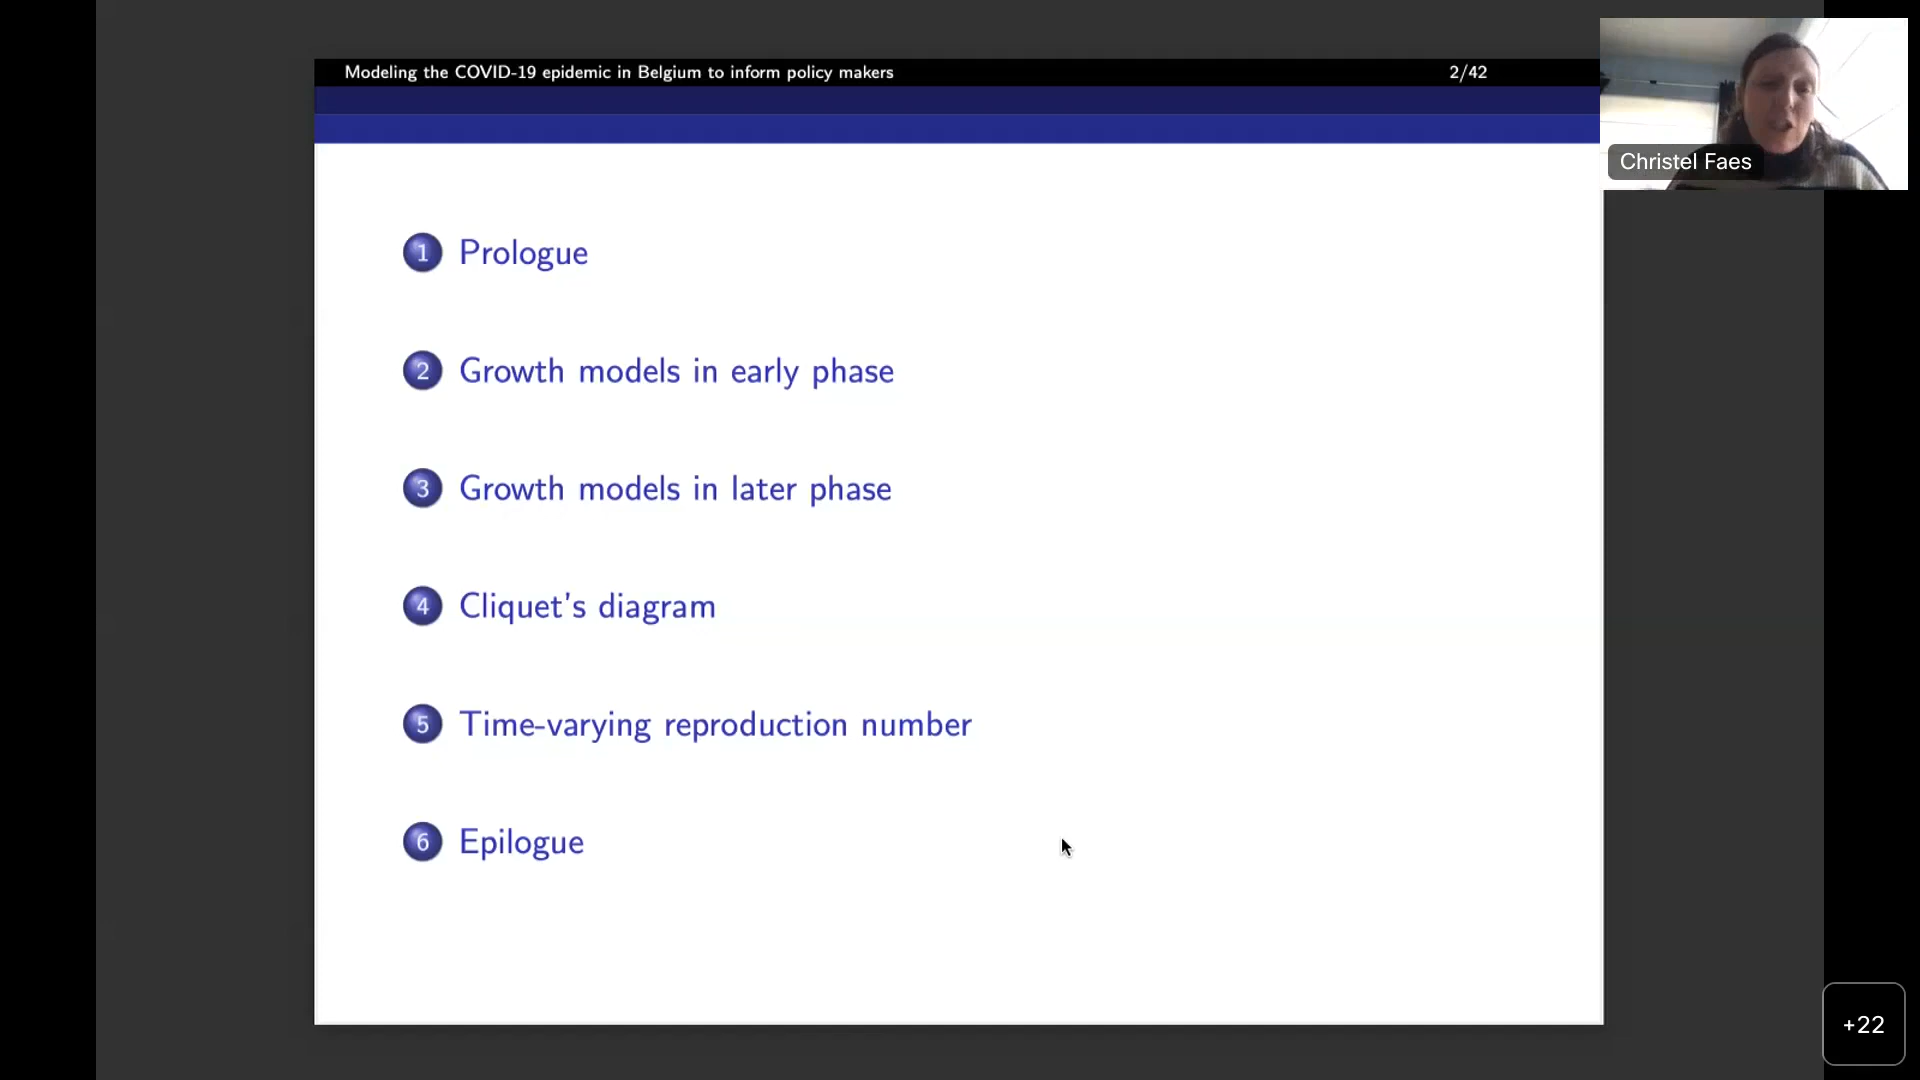 Modeling the COVID-19 epidemic in Belgium to inform policy makers 2/42
Christel Faes
1 Prologue
2 Growth models in early phase
3 Growth models in later phase
4 Cliquet's diagram
5 Time-varying reproduction number
6 Epilogue
+22